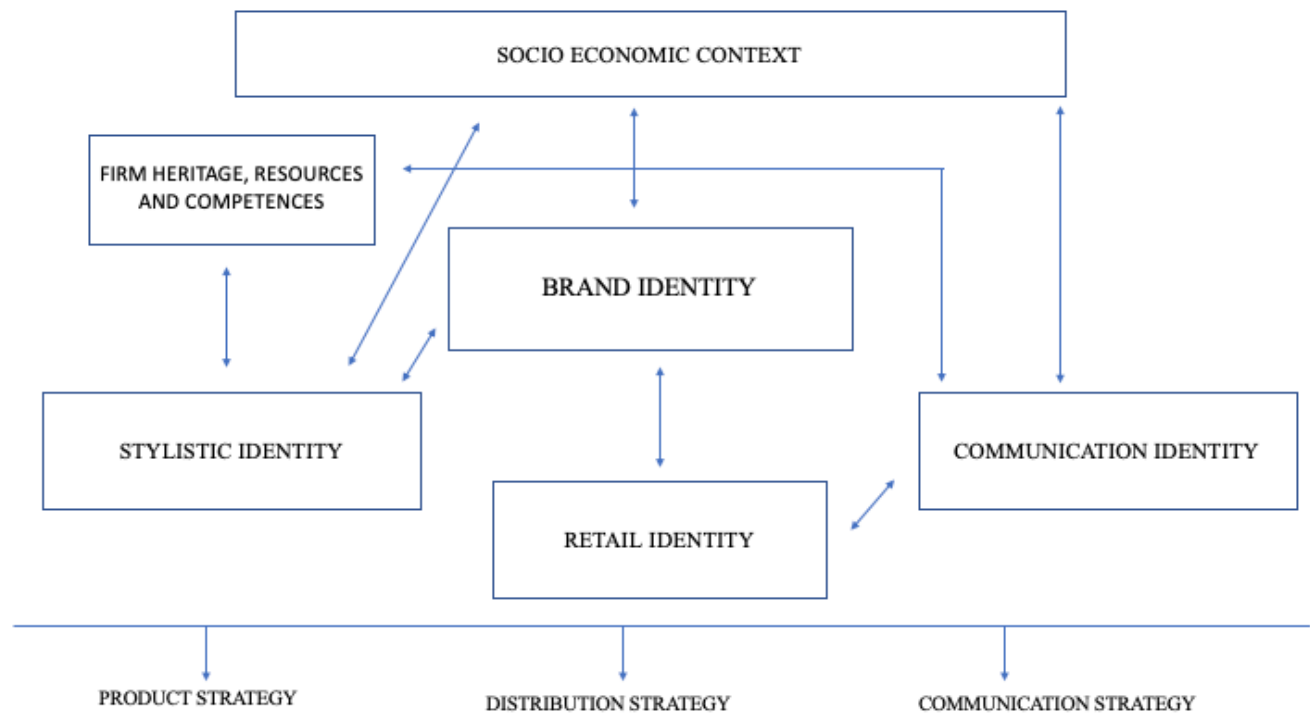 SOCIO ECONOMIC CONTEXT
FIRM HERITAGE, RESOURCES
AND COMPETENCES
BRAND IDENTITY
STYLISTIC IDENTITY
COMMUNICATION IDENTITY
RETAIL IDENTITY
PRODUCT STRATEGY
DISTRIBUTION STRATEGY
COMMUNICATION STRATEGY